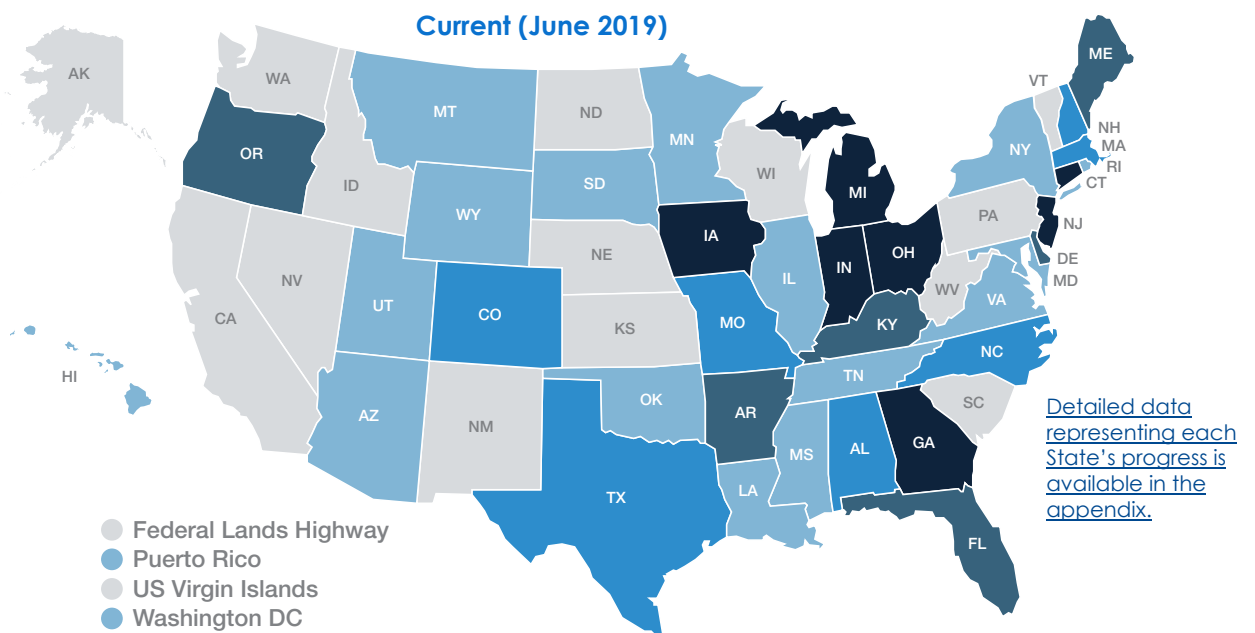 Current (June 2019)
AK
WA
MT
ND
MN
ME
VT
OR
ID
SD
WI
NY
NH
MA
RI
CT
MI
WY
IA
PA
NJ
NE
IL
IN
OH
DE
MD
NV
UT
CO
WV
VA
CA
KS
MO
KY
HI
NC
TN
AZ
NM
OK
AR
SC
MS
AL
GA
TX
LA
FL
Detailed data
representing each
State's progress is
available in the
appendix.
Federal Lands Highway
Puerto Rico
US Virgin Islands
Washington DC